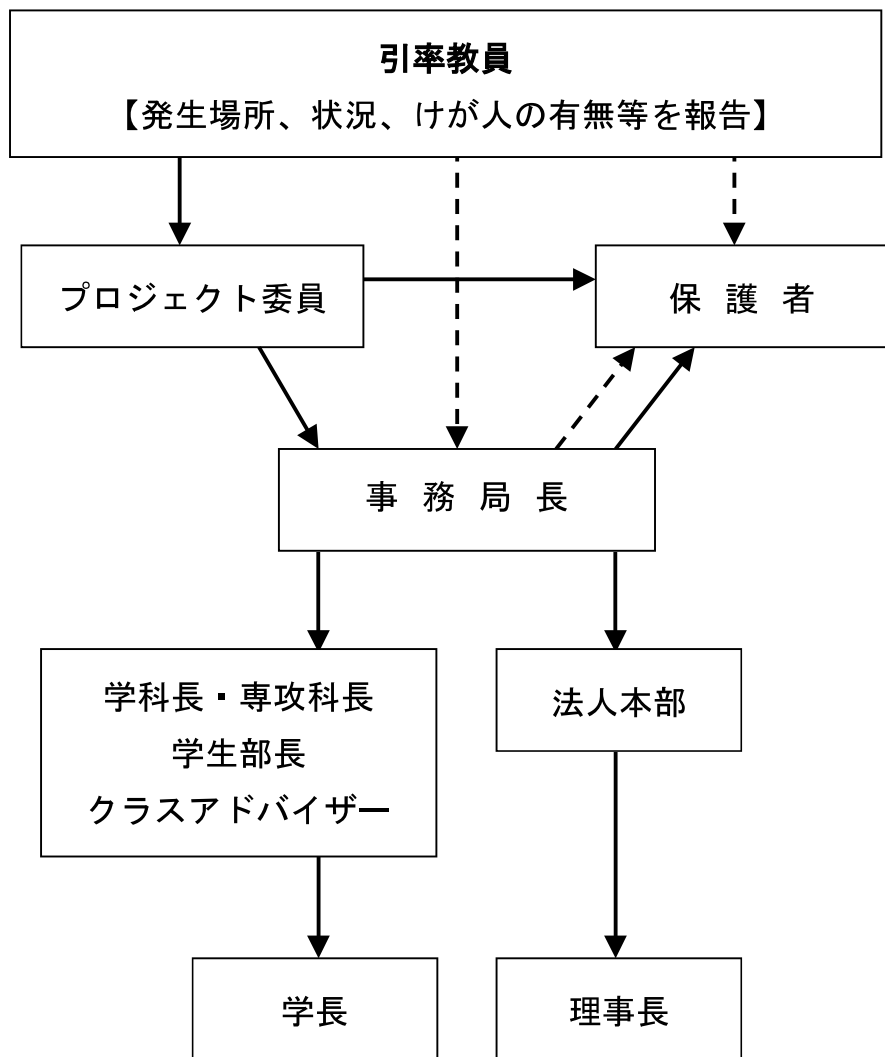 引率教員
【発生場所、状況、けが人の有無等を報告】
プロジェクト委員
保 護 者
事 務 局 長
学科長・専攻科長
学生部長
クラスアドバイザー
法人本部
学長
理事長